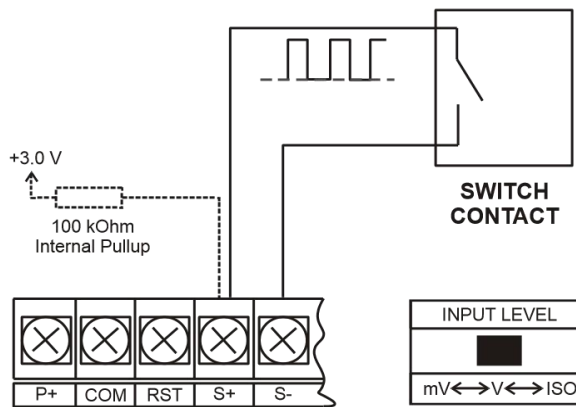 +3.0 V
100 kOhm
Internal Pullup
SWITCH
CONTACT
INPUT LEVEL
mV<->V<->ISO
P+ COM RST S+ S-